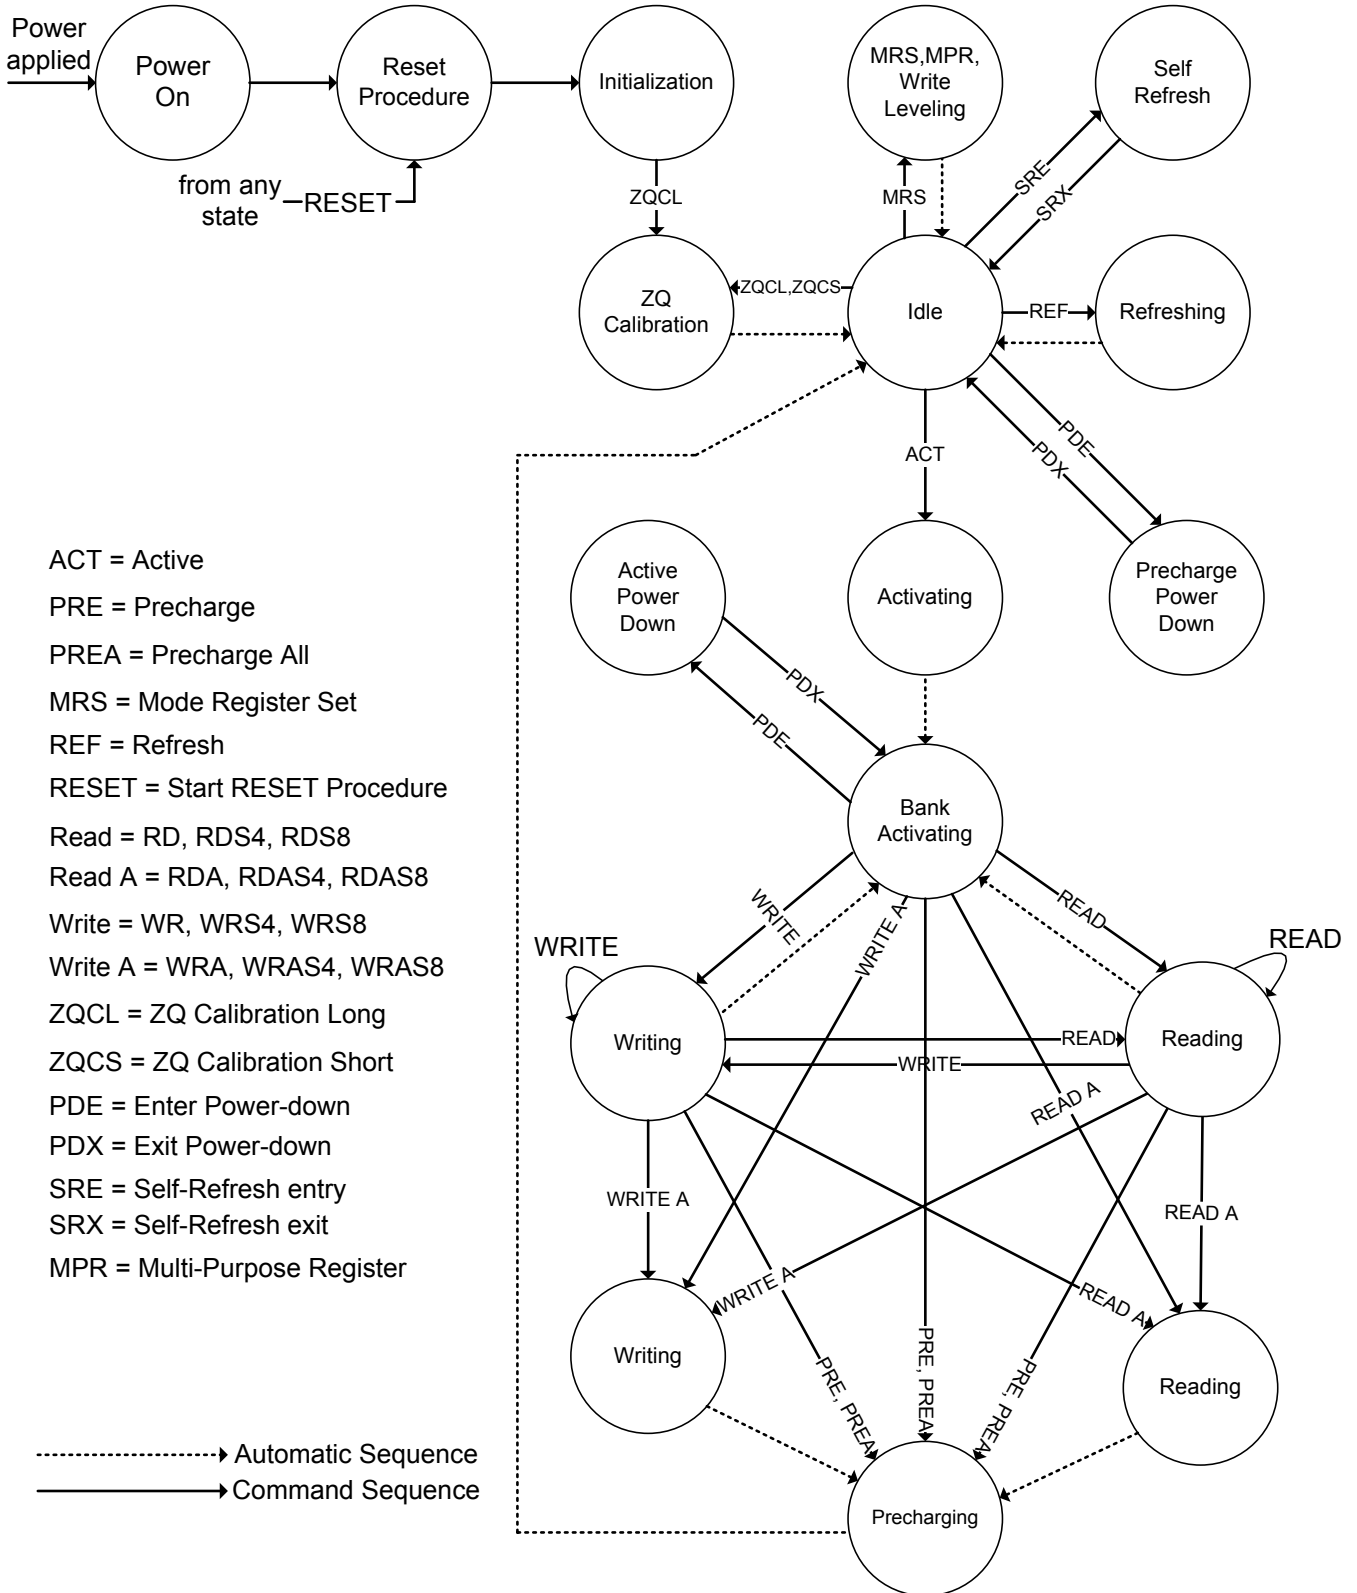 Power
applied
Power
On
Reset
Procedure
Initialization
MRS,MPR,
Write
Leveling
Self
Refresh
from any
state
RESET
ZQCL
MRS
SRE
SRX
ZQ
Calibration
ZQCL,ZQCS
Idle
REF
Refreshing
ACT
PDE
PDX
Active
Power
Down
Activating
Precharge
Power
Down
PDX
PDE
Bank
Activating
ACT = Active
PRE = Precharge
PREA = Precharge All
MRS = Mode Register Set
REF = Refresh
RESET = Start RESET Procedure
Read = RD, RDS4, RDS8
Read A = RDA, RDAS4, RDAS8
Write = WR, WRS4, WRS8
Write A = WRA, WRAS4, WRAS8
ZQCL = ZQ Calibration Long
ZQCS = ZQ Calibration Short
PDE = Enter Power-down
PDX = Exit Power-down
SRE = Self-Refresh entry
SRX = Self-Refresh exit
MPR = Multi-Purpose Register
WRITE
WRITE A
READ
WRITE
READ
Writing
READ
Reading
WRITE
READ A
WRITE A
READ A
WRITE A
READ A
Writing
PRE, PREA
PRE, PREA
PRE, PREA
Reading
Precharging
Automatic Sequence
Command Sequence